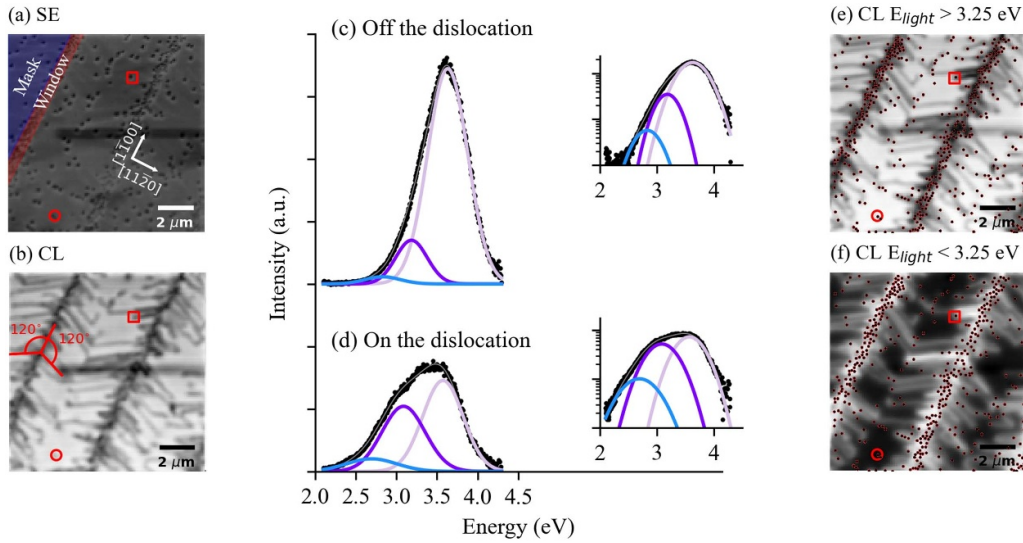 (a) SE
Mask
Window
[1̄100]
[112̄0]
2 μm
(b) CL
120°
120°
2 μm
(c) Off the dislocation
2 3 4
(d) On the dislocation
2 3 4
Intensity (a.u.)
2.0 2.5 3.0 3.5 4.0 4.5
Energy (eV)
(e) CL E_light > 3.25 eV
2 μm
(f) CL E_light < 3.25 eV
2 μm